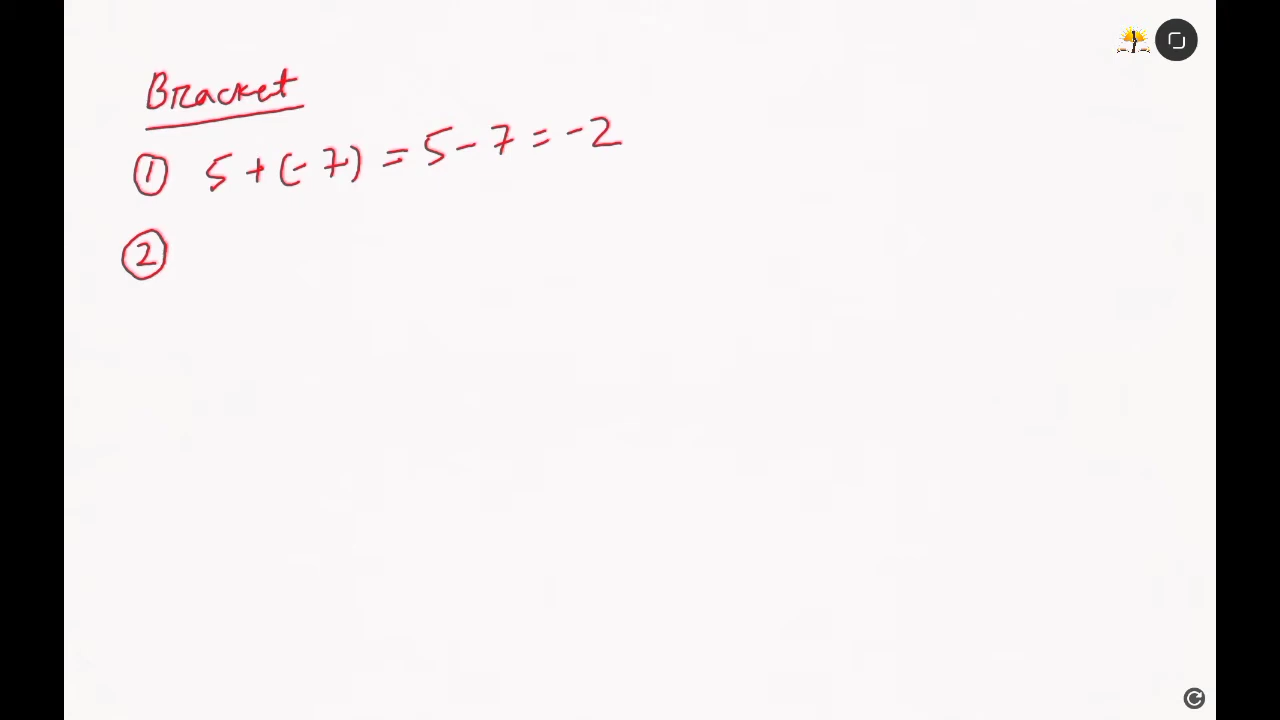 Bracket
① 5 + (-7) = 5 - 7 = -2
②